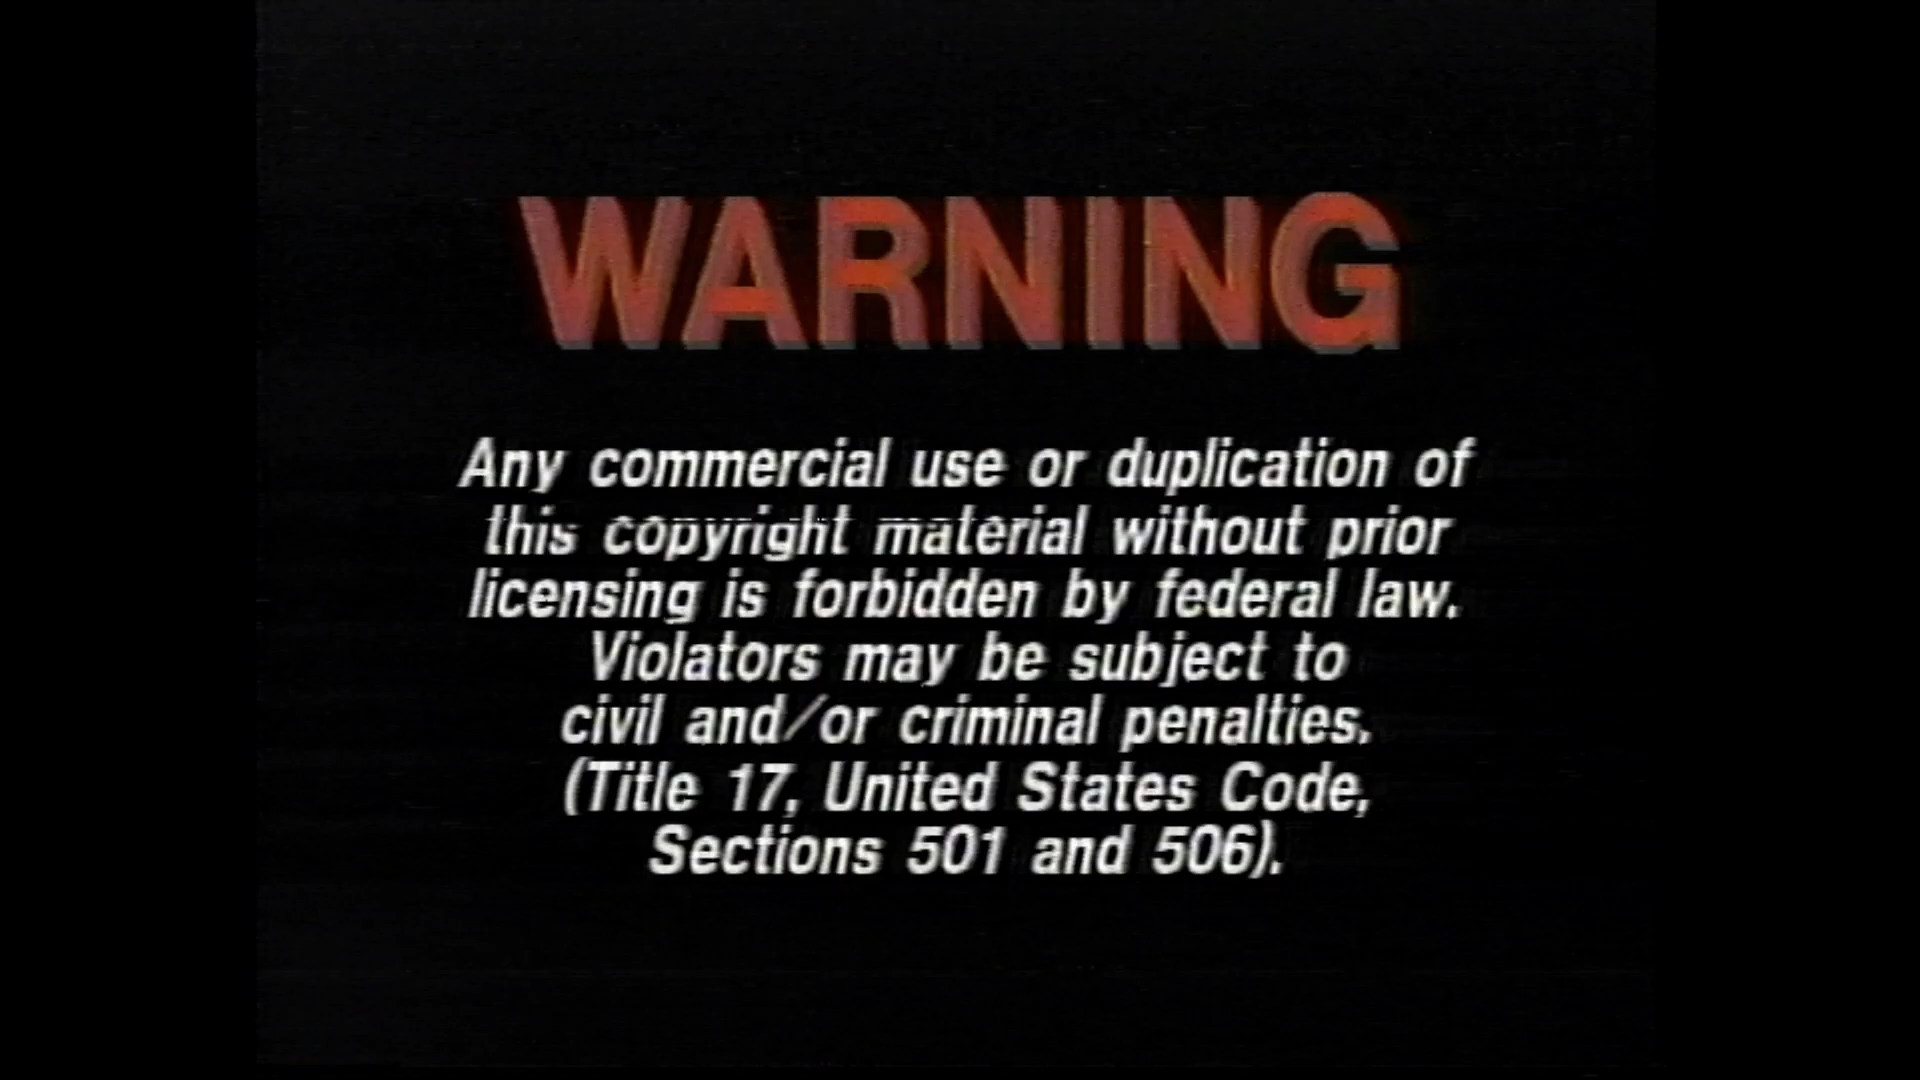 WARNING
Any commercial use or duplication of
this copyright material without prior
licensing is forbidden by federal law.
Violators may be subject to
civil and/or criminal penalties.
(Title 17, United States Code,
Sections 501 and 506).